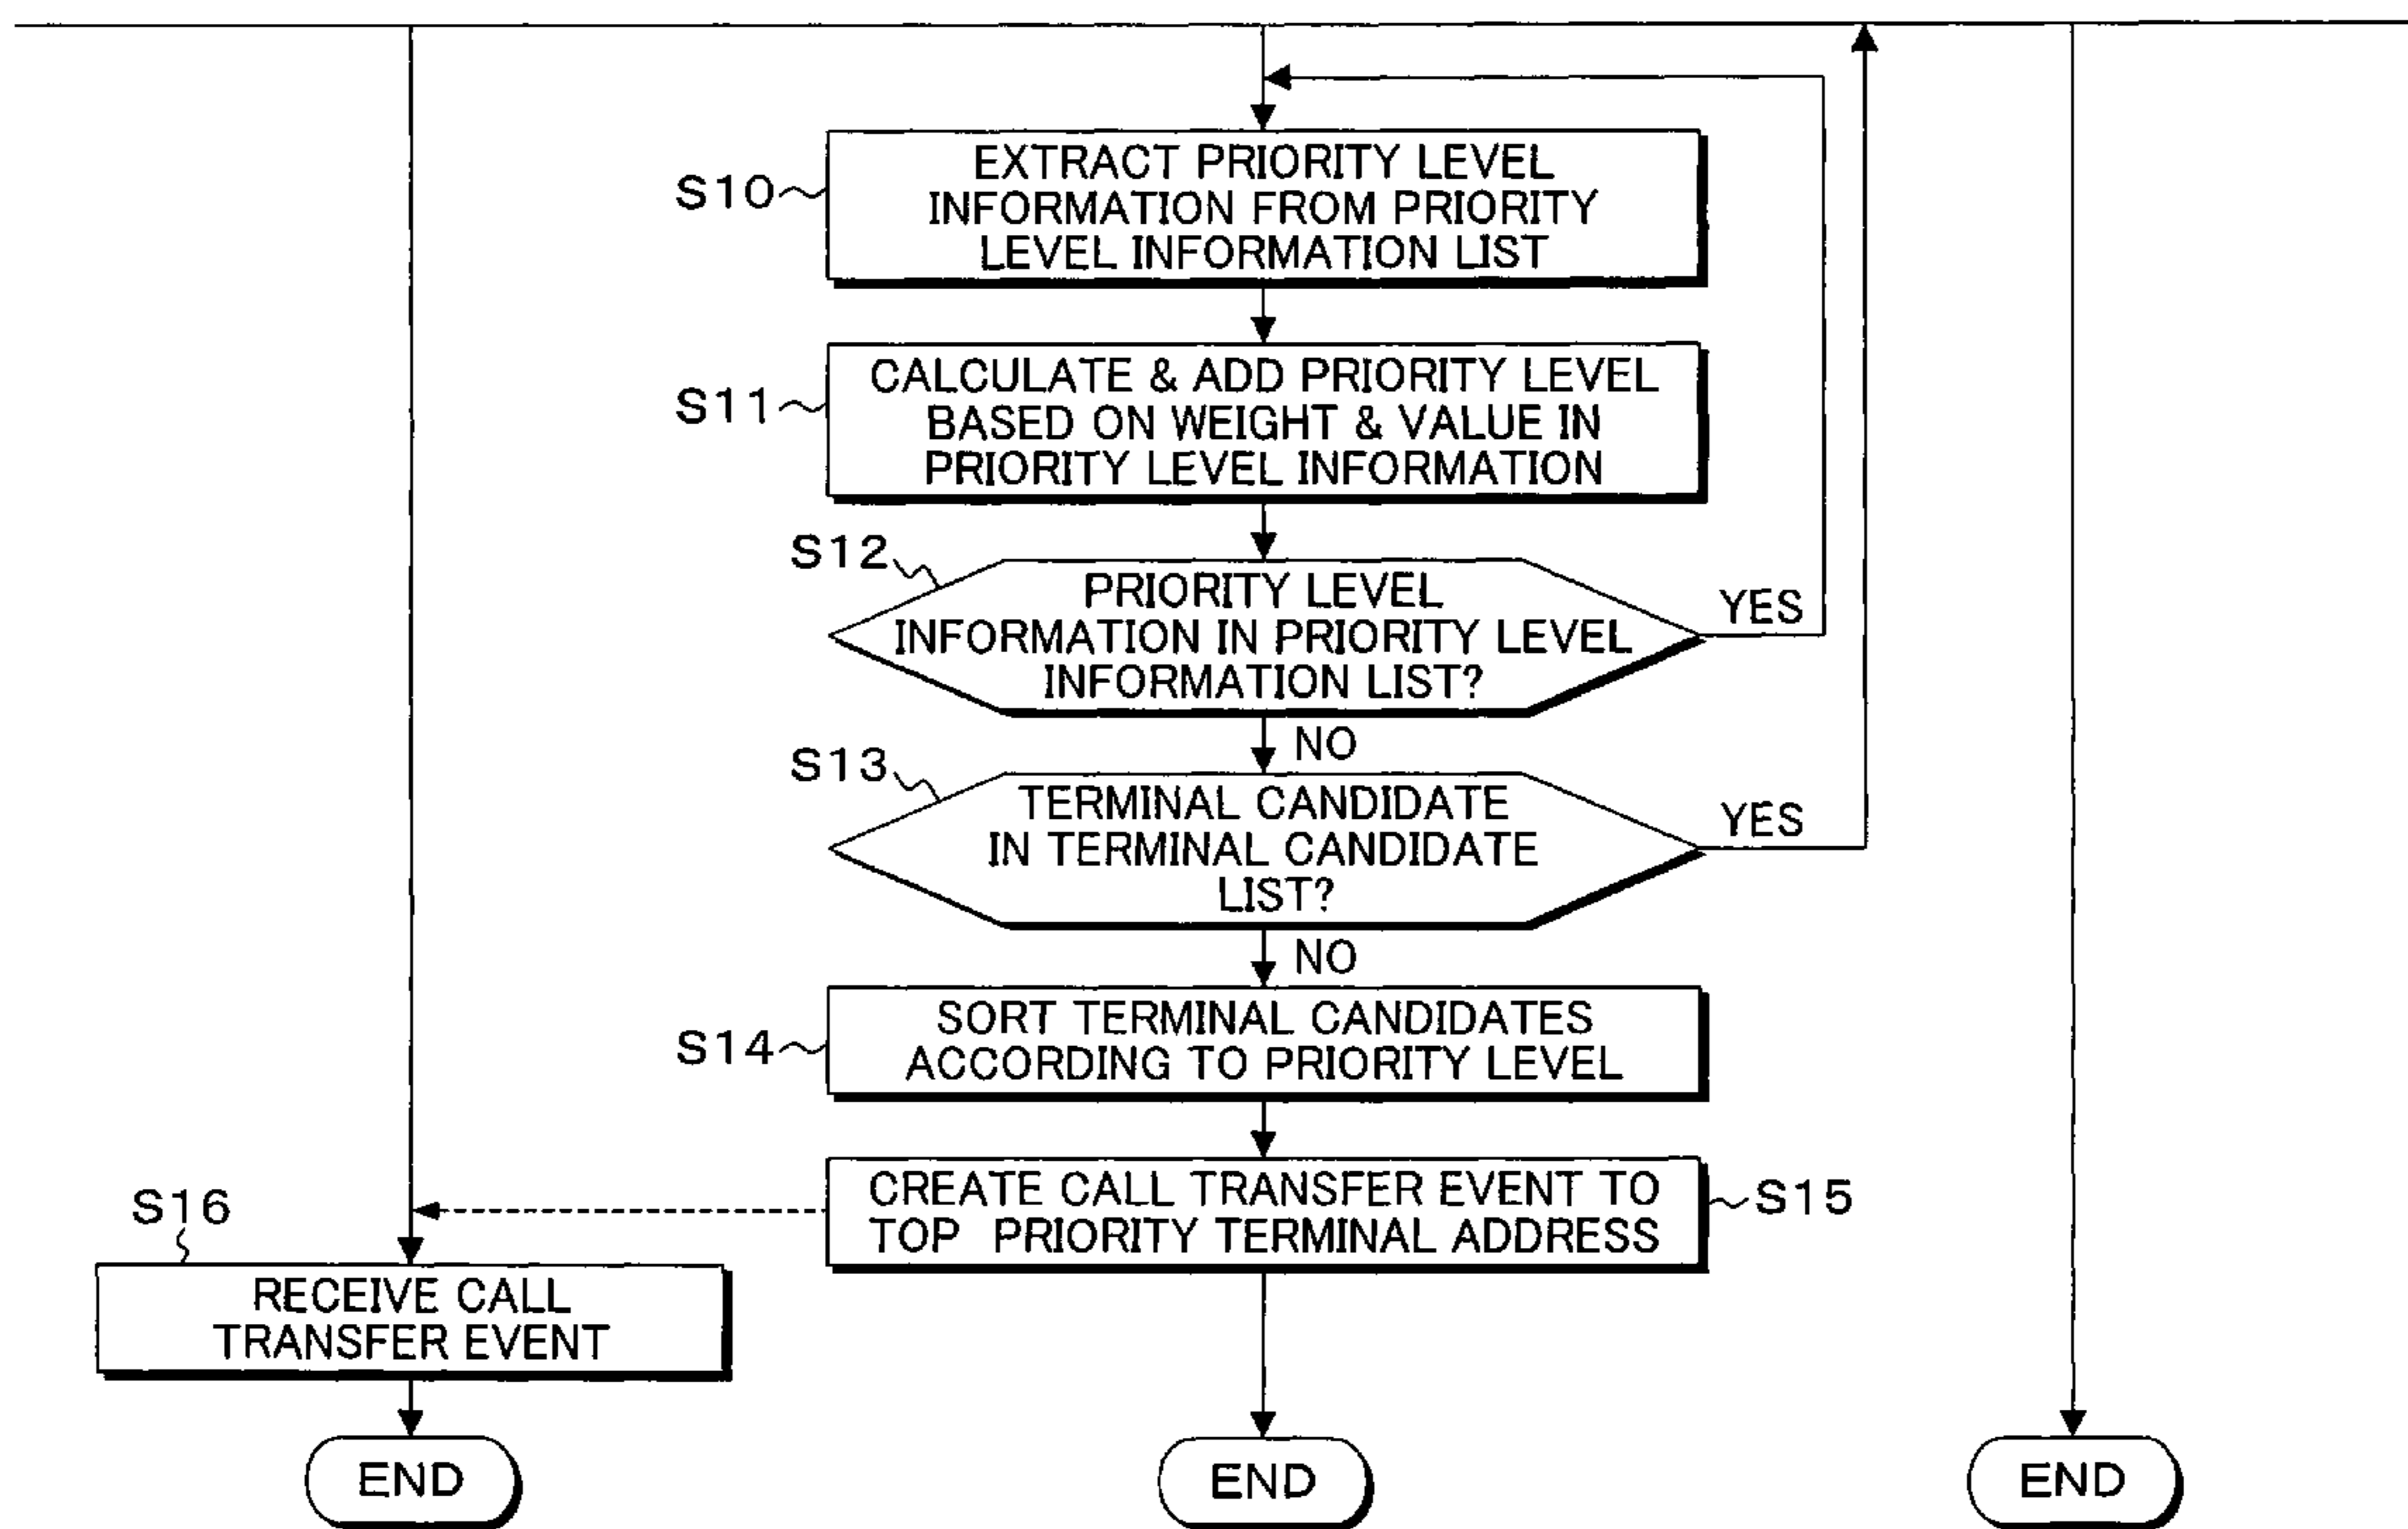 S10
EXTRACT PRIORITY LEVEL
INFORMATION FROM PRIORITY
LEVEL INFORMATION LIST
S11
CALCULATE & ADD PRIORITY LEVEL
BASED ON WEIGHT & VALUE IN
PRIORITY LEVEL INFORMATION
S12
PRIORITY LEVEL
INFORMATION IN PRIORITY LEVEL
INFORMATION LIST?
YES
NO
S13
TERMINAL CANDIDATE
IN TERMINAL CANDIDATE
LIST?
YES
NO
S14
SORT TERMINAL CANDIDATES
ACCORDING TO PRIORITY LEVEL
CREATE CALL TRANSFER EVENT TO
TOP PRIORITY TERMINAL ADDRESS
S15
S16
RECEIVE CALL
TRANSFER EVENT
END
END
END